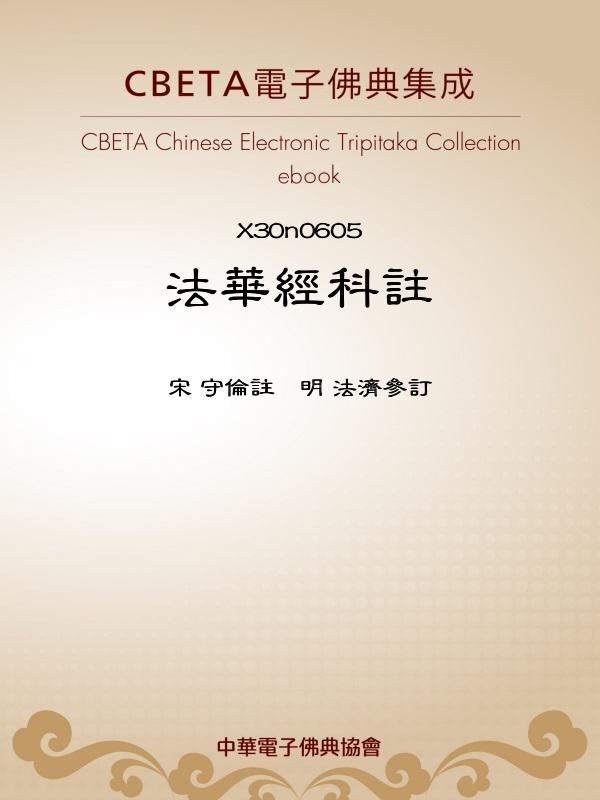 CBETA電子佛典集成
CBETA Chinese Electronic Tripitaka Collection
ebook
X30n0605
法華經科註
宋 守倫註　明 法濟參訂
中華電子佛典協會